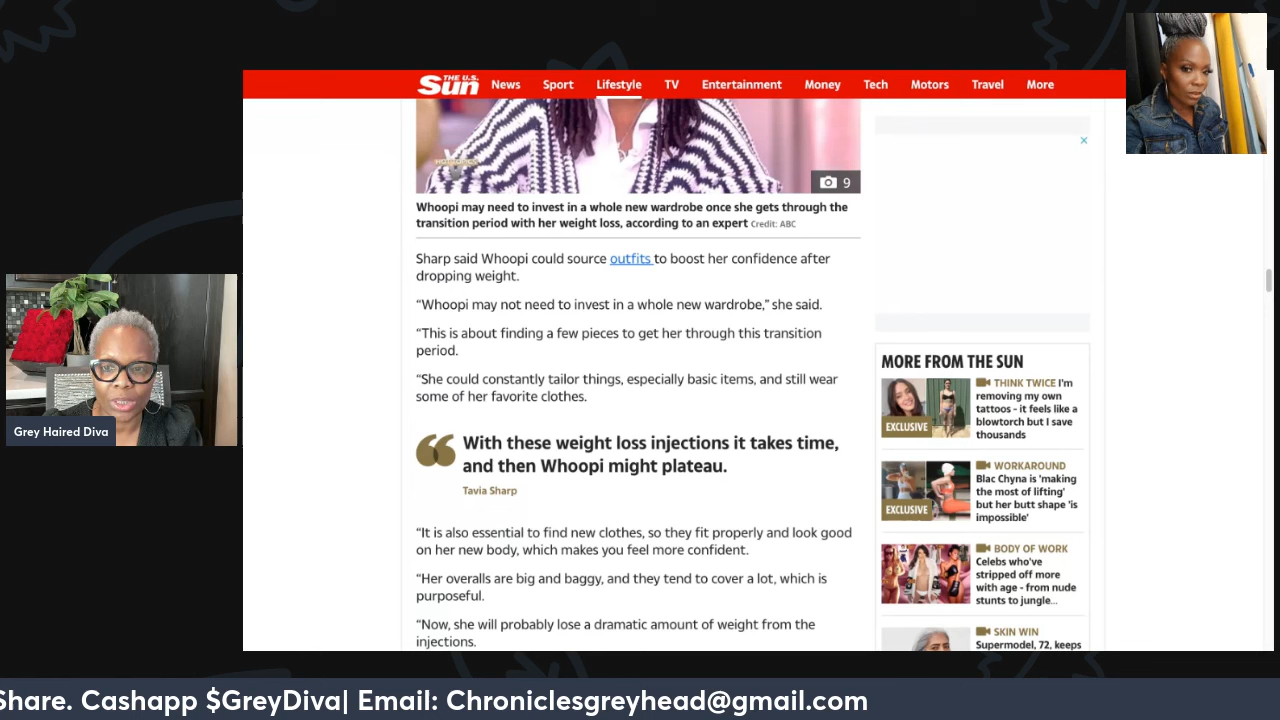 THE U.S.
Sun
News Sport Lifestyle TV Entertainment Money Tech Motors Travel More
HOT TOPICS
9
Whoopi may need to invest in a whole new wardrobe once she gets through the
transition period with her weight loss, according to an expert Credit: ABC
Sharp said Whoopi could source outfits to boost her confidence after
dropping weight.
“Whoopi may not need to invest in a whole new wardrobe,” she said.
“This is about finding a few pieces to get her through this transition
period.
“She could constantly tailor things, especially basic items, and still wear
some of her favorite clothes.
With these weight loss injections it takes time,
and then Whoopi might plateau.
Tavia Sharp
“It is also essential to find new clothes, so they fit properly and look good
on her new body, which makes you feel more confident.
“Her overalls are big and baggy, and they tend to cover a lot, which is
purposeful.
“Now, she will probably lose a dramatic amount of weight from the
injections.
MORE FROM THE SUN
EXCLUSIVE
THINK TWICE I'm
removing my own
tattoos - it feels like a
blowtorch but I save
thousands
EXCLUSIVE
WORKAROUND
Blac Chyna is 'making
the most of lifting'
but her butt shape 'is
impossible'
BODY OF WORK
Celebs who've
stripped off more
with age - from nude
stunts to jungle...
SKIN WIN
Supermodel, 72, keeps
Grey Haired Diva
Share. Cashapp $GreyDiva| Email: Chroniclesgreyhead@gmail.com